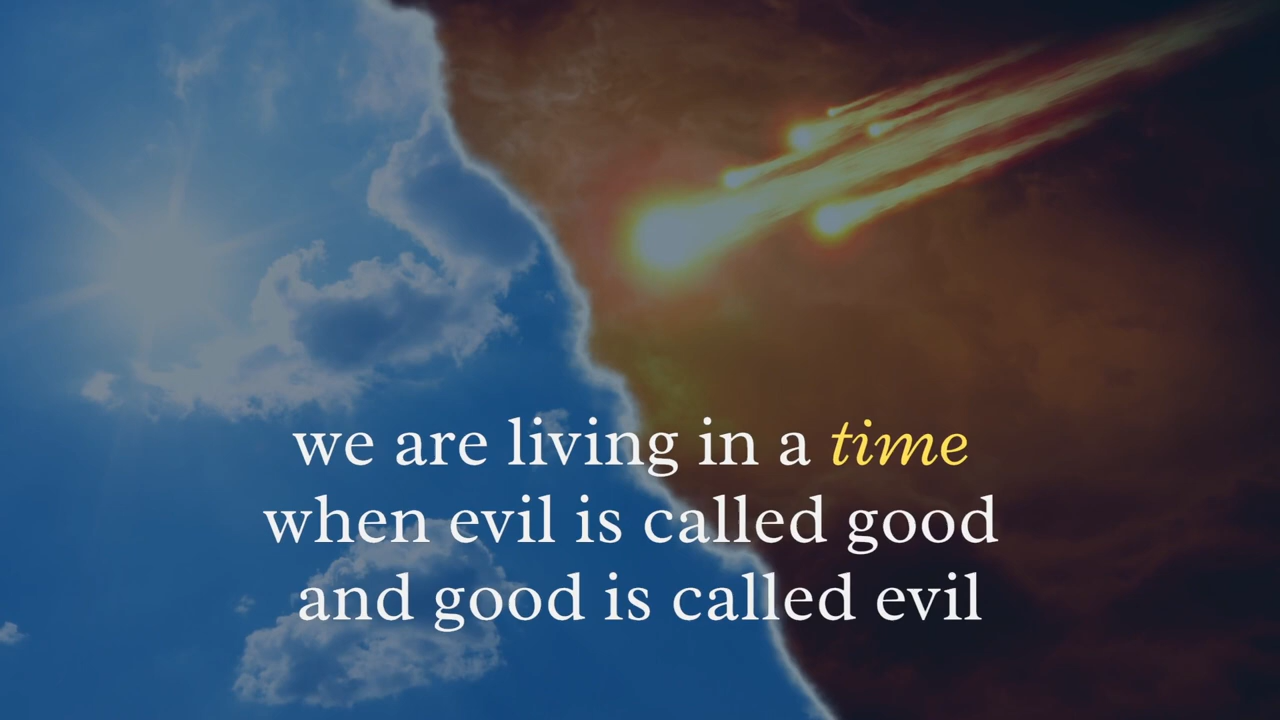 we are living in a time
when evil is called good
and good is called evil